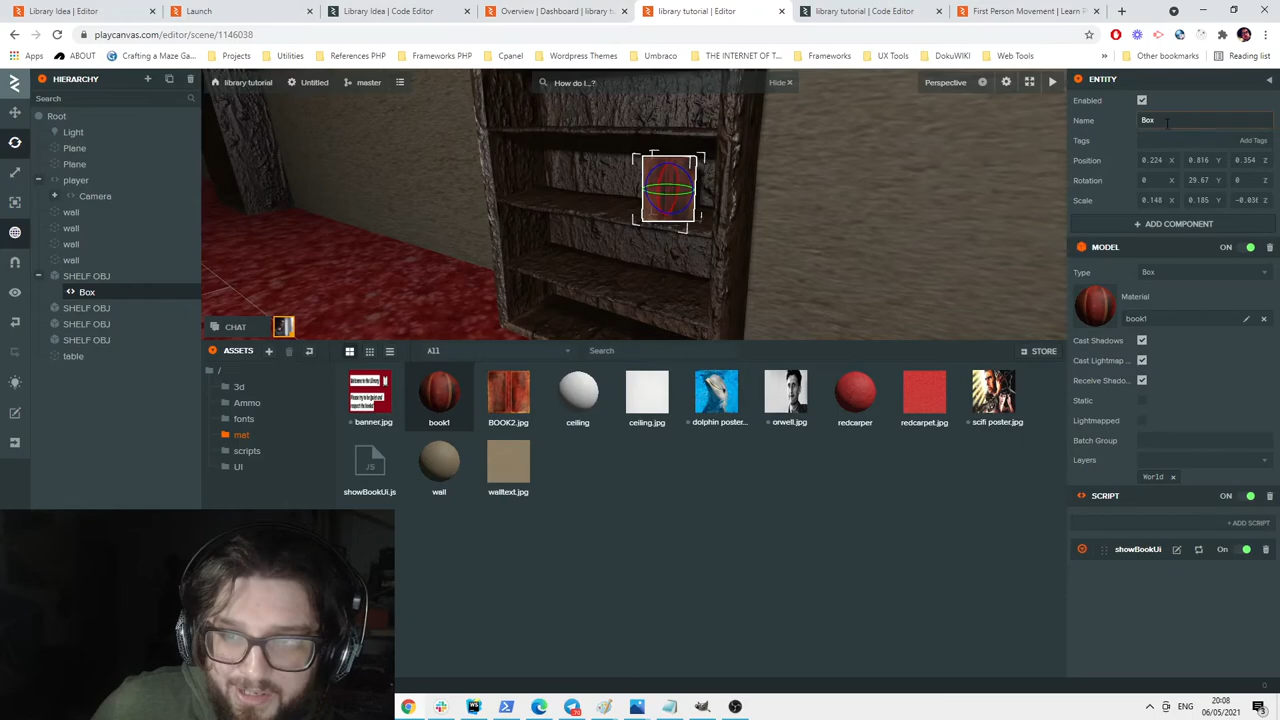 Library Idea | Editor
Launch
Library Idea | Code Editor
Overview | Dashboard | library tu
library tutorial | Editor
library tutorial | Code Editor
First Person Movement | Learn P
playcanvas.com/editor/scene/1146038
Apps
ABOUT
Crafting a Maze Ga...
Projects
Utilities
References PHP
Frameworks PHP
Cpanel
Wordpress Themes
Umbraco
THE INTERNET OF T...
Frameworks
UX Tools
DokuWIKI
Web Tools
Other bookmarks
Reading list
HIERARCHY
Search
Root
Light
Plane
Plane
player
Camera
wall
wall
wall
wall
SHELF OBJ
Box
SHELF OBJ
SHELF OBJ
SHELF OBJ
table
library tutorial
Untitled
master
How do I...?
Hide
Perspective
CHAT
ASSETS
All
Search
STORE
/
3d
Ammo
fonts
mat
scripts
UI
banner.jpg
book1
BOOK2.jpg
ceiling
ceiling.jpg
dolphin poster...
orwell.jpg
redcarper
redcarpet.jpg
scifi poster.jpg
JS
showBookUi.js
wall
walltext.jpg
ENTITY
Enabled
Name Box
Tags Add Tags
Position 0.224 X 0.816 Y 0.354 Z
Rotation 0 X 29.67 Y 0 Z
Scale 0.148 X 0.185 Y -0.036 Z
ADD COMPONENT
MODEL ON
Type Box
Material
book1
Cast Shadows
Cast Lightmap ...
Receive Shado...
Static
Lightmapped
Batch Group
Layers
World
SCRIPT ON
+ ADD SCRIPT
showBookUi On
0
70
ENG
20:08
06/05/2021